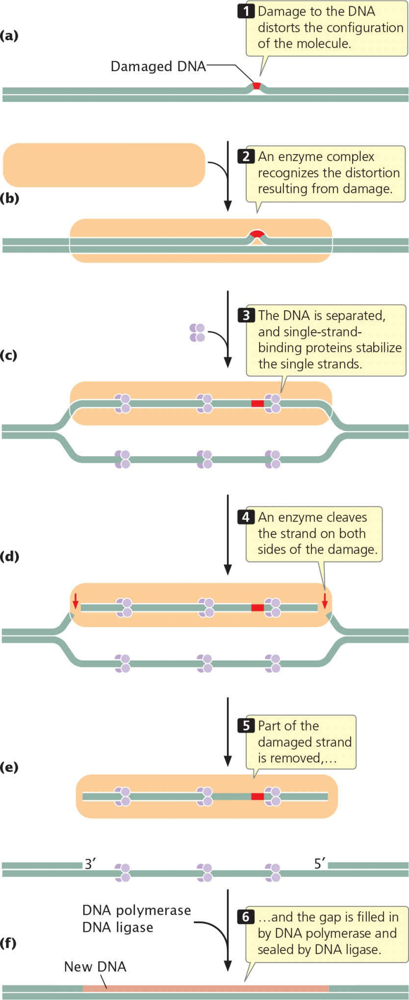 1 Damage to the DNA
distorts the configuration
of the molecule.
(a)
Damaged DNA
2 An enzyme complex
recognizes the distortion
resulting from damage.
(b)
3 The DNA is separated,
and single-strand-
binding proteins stabilize
the single strands.
(c)
4 An enzyme cleaves
the strand on both
sides of the damage.
(d)
5 Part of the
damaged strand
is removed,…
(e)
3′ 5′
DNA polymerase
DNA ligase
6 …and the gap is filled in
by DNA polymerase and
sealed by DNA ligase.
(f)
New DNA